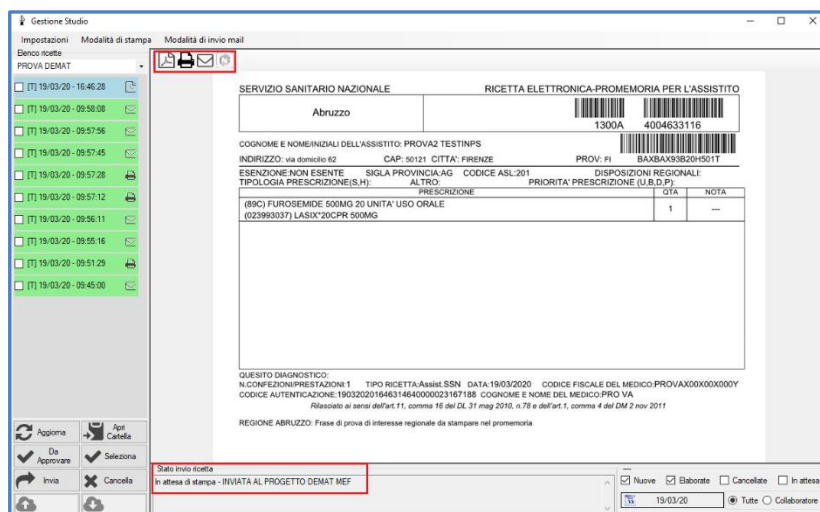 Gestione Studio
Impostazioni Modalità di stampa Modalità di invio mail
Elenco ricette
PROVA DEMAT
[T] 19/03/20 - 16:46:28
[T] 19/03/20 - 09:58:08
[T] 19/03/20 - 09:57:56
[T] 19/03/20 - 09:57:45
[T] 19/03/20 - 09:57:28
[T] 19/03/20 - 09:57:12
[T] 19/03/20 - 09:56:11
[T] 19/03/20 - 09:55:16
[T] 19/03/20 - 09:51:29
[T] 19/03/20 - 09:45:00
Aggiorna Apri Cartella
Da Approvare Seleziona
Invia Cancella
SERVIZIO SANITARIO NAZIONALE RICETTA ELETTRONICA-PROMEMORIA PER L'ASSISTITO
Abruzzo
1300A 4004633116
COGNOME E NOME/INIZIALI DELL'ASSISTITO: PROVA2 TESTINPS
INDIRIZZO: via domicilio 62 CAP: 50121 CITTA': FIRENZE PROV: FI BAXBAX93B20H501T
ESENZIONE:NON ESENTE SIGLA PROVINCIA:AG CODICE ASL:201 DISPOSIZIONI REGIONALI:
TIPOLOGIA PRESCRIZIONE(S,H): ALTRO: PRIORITA' PRESCRIZIONE (U,B,D,P):
PRESCRIZIONE QTA NOTA
(89C) FUROSEMIDE 500MG 20 UNITA' USO ORALE
(023993037) LASIX*20CPR 500MG
1 ---
QUESITO DIAGNOSTICO:
N.CONFEZIONI/PRESTAZIONI:1 TIPO RICETTA:Assist.SSN DATA:19/03/2020 CODICE FISCALE DEL MEDICO:PROVAX00X00X000Y
CODICE AUTENTICAZIONE:190320201646314640000023167188 COGNOME E NOME DEL MEDICO:PRO VA
Rilasciato ai sensi dell'art.11, comma 16 del DL 31 mag 2010, n.78 e dell'art.1, comma 4 del DM 2 nov 2011
REGIONE ABRUZZO: Frase di prova di interesse regionale da stampare nel promemoria
Stato invio ricetta
In attesa di stampa - INVIATA AL PROGETTO DEMAT MEF
---
Nuove Elaborate Cancellate In attesa
19/03/20 Tutte Collaboratore